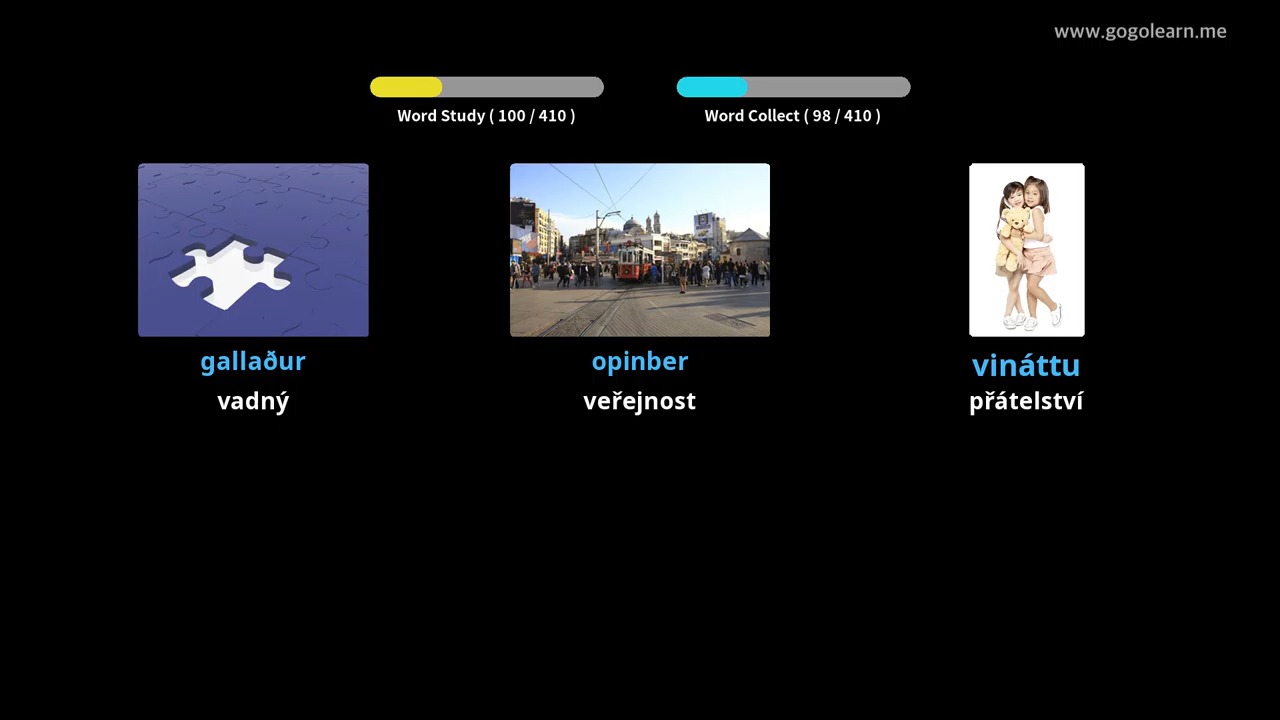 www.gogolearn.me
Word Study ( 100 / 410 )
Word Collect ( 98 / 410 )
gallaður
opinber
vináttu
vadný
veřejnost
přátelství